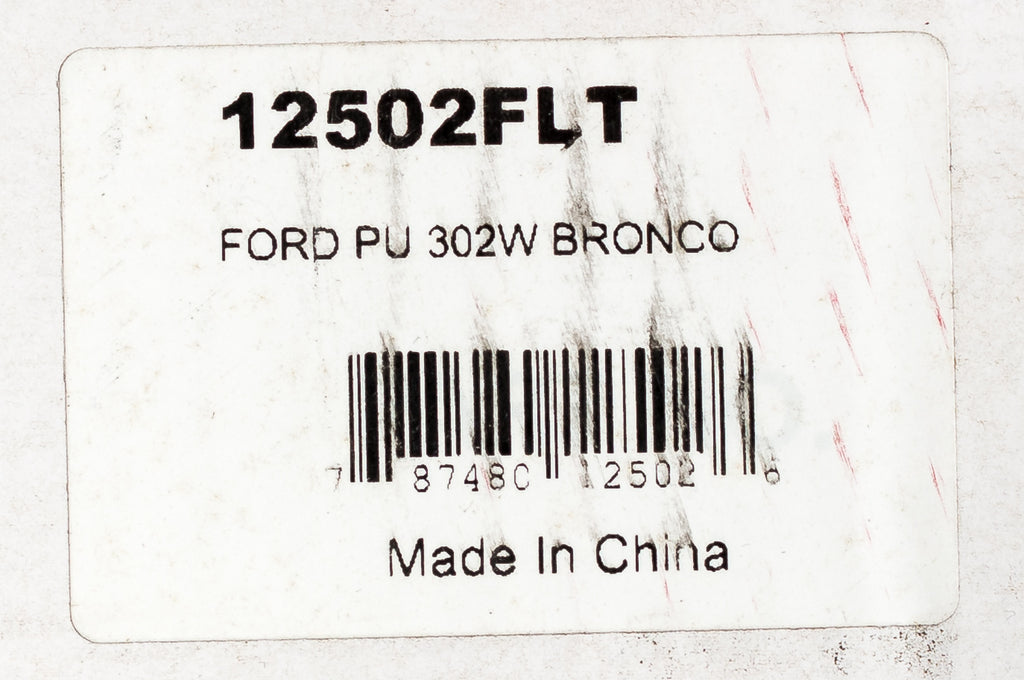 12502FLT
FORD PU 302W BRONCO
7 87480 12502 6
Made In China